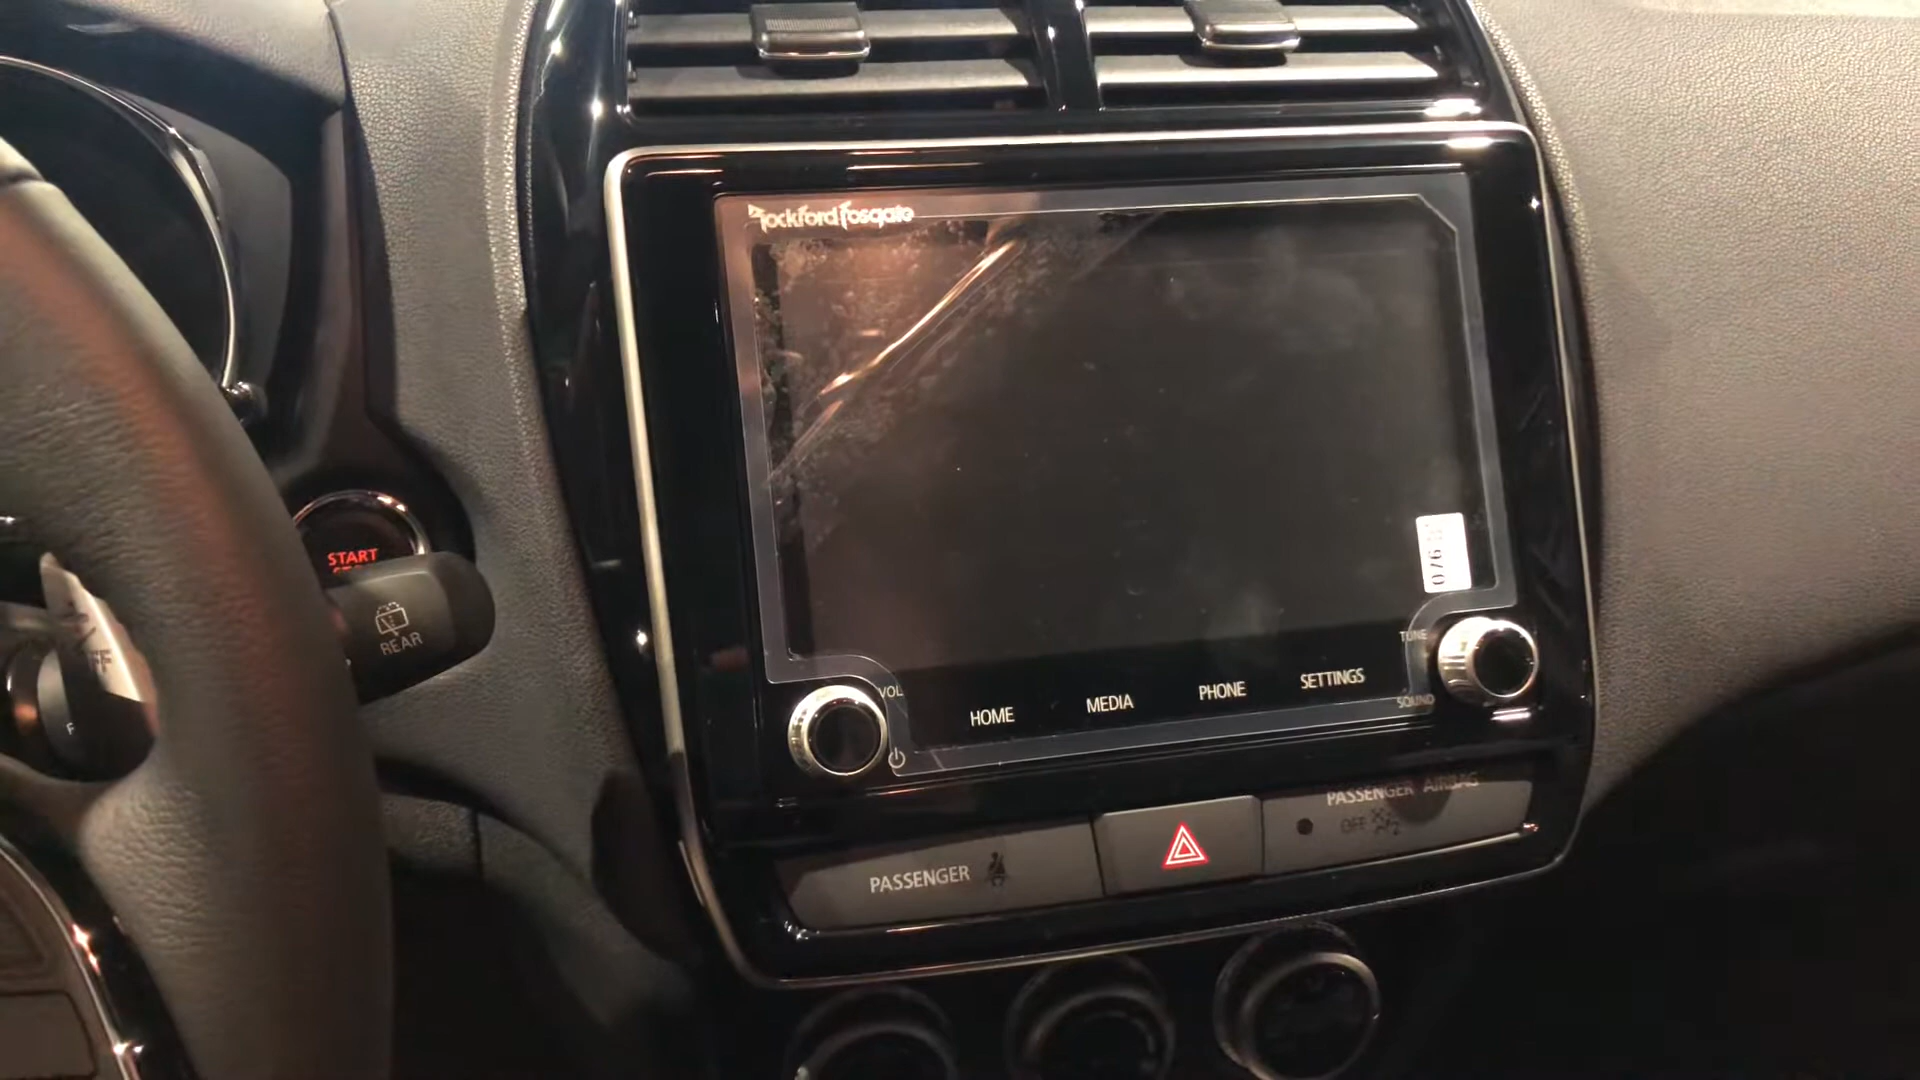 Rockford Fosgate
START
REAR
VOL
HOME
MEDIA
PHONE
SETTINGS
TUNE
SOUND
PASSENGER
PASSENGER AIRBAG
OFF